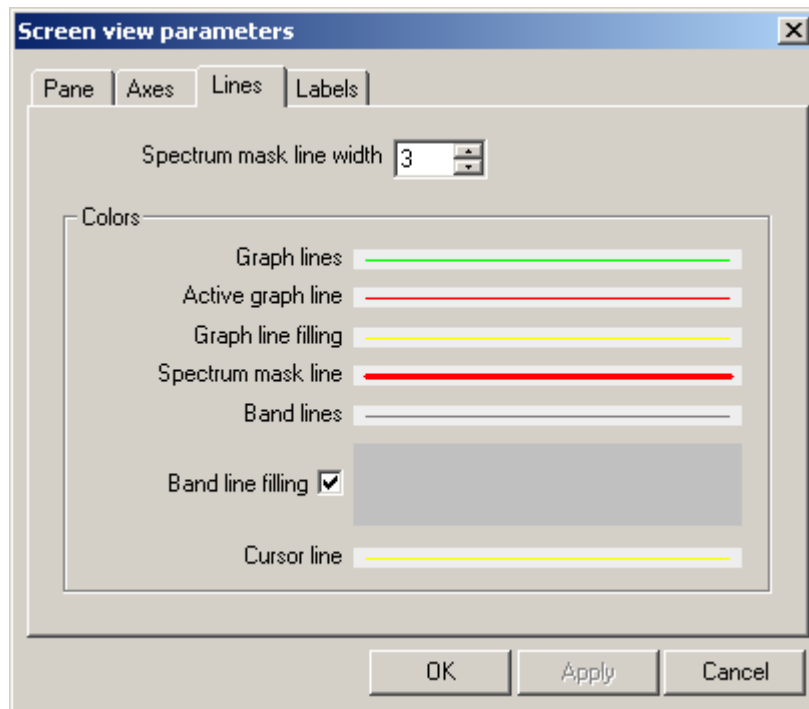 Screen view parameters
Pane Axes Lines Labels
Spectrum mask line width 3
Colors
Graph lines
Active graph line
Graph line filling
Spectrum mask line
Band lines
Band line filling
Cursor line
OK Apply Cancel